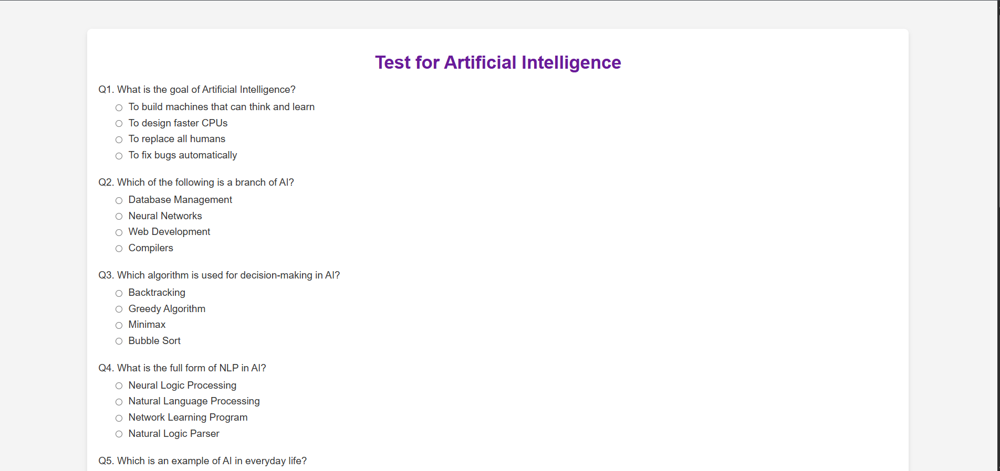 Test for Artificial Intelligence
Q1. What is the goal of Artificial Intelligence?
To build machines that can think and learn
To design faster CPUs
To replace all humans
To fix bugs automatically
Q2. Which of the following is a branch of AI?
Database Management
Neural Networks
Web Development
Compilers
Q3. Which algorithm is used for decision-making in AI?
Backtracking
Greedy Algorithm
Minimax
Bubble Sort
Q4. What is the full form of NLP in AI?
Neural Logic Processing
Natural Language Processing
Network Learning Program
Natural Logic Parser
Q5. Which is an example of AI in everyday life?